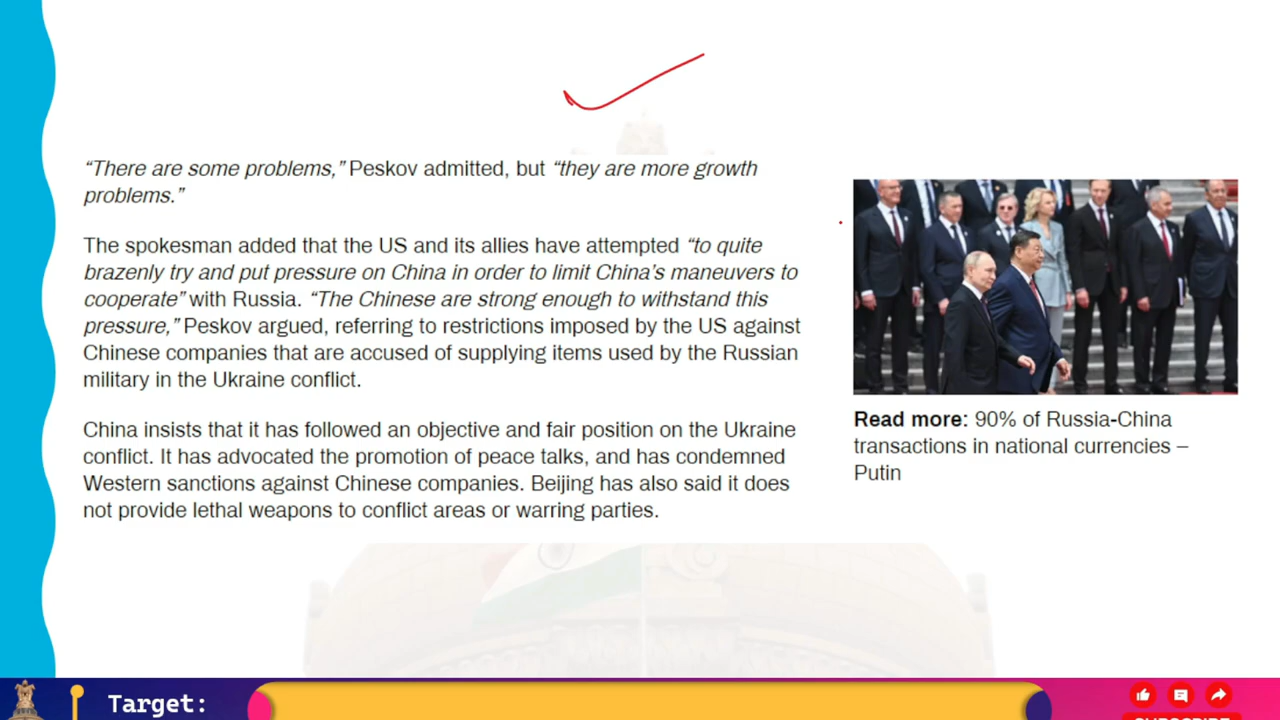 “There are some problems,” Peskov admitted, but “they are more growth
problems.”
The spokesman added that the US and its allies have attempted “to quite
brazenly try and put pressure on China in order to limit China’s maneuvers to
cooperate” with Russia. “The Chinese are strong enough to withstand this
pressure,” Peskov argued, referring to restrictions imposed by the US against
Chinese companies that are accused of supplying items used by the Russian
military in the Ukraine conflict.
China insists that it has followed an objective and fair position on the Ukraine
conflict. It has advocated the promotion of peace talks, and has condemned
Western sanctions against Chinese companies. Beijing has also said it does
not provide lethal weapons to conflict areas or warring parties.
Read more: 90% of Russia-China
transactions in national currencies –
Putin
Target:
SUBSCRIBE